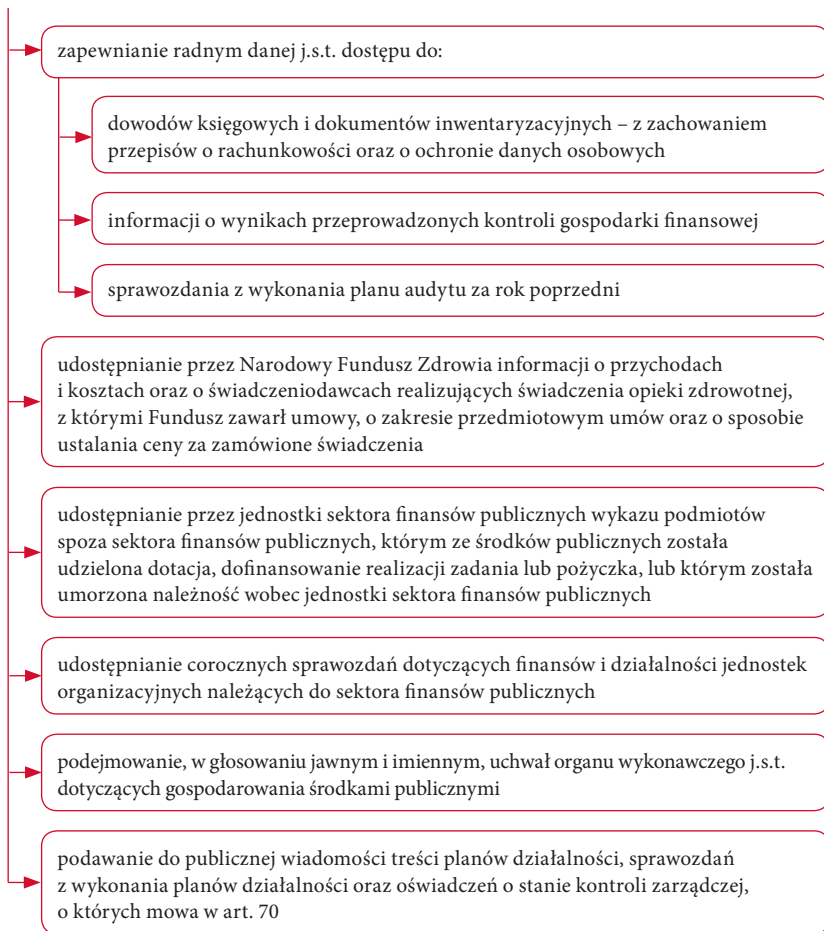 zapewnianie radnym danej j.s.t. dostępu do:
dowodów księgowych i dokumentów inwentaryzacyjnych – z zachowaniem
przepisów o rachunkowości oraz o ochronie danych osobowych
informacji o wynikach przeprowadzonych kontroli gospodarki finansowej
sprawozdania z wykonania planu audytu za rok poprzedni
udostępnianie przez Narodowy Fundusz Zdrowia informacji o przychodach
i kosztach oraz o świadczeniodawcach realizujących świadczenia opieki zdrowotnej,
z którymi Fundusz zawarł umowy, o zakresie przedmiotowym umów oraz o sposobie
ustalania ceny za zamówione świadczenia
udostępnianie przez jednostki sektora finansów publicznych wykazu podmiotów
spoza sektora finansów publicznych, którym ze środków publicznych została
udzielona dotacja, dofinansowanie realizacji zadania lub pożyczka, lub którym została
umorzona należność wobec jednostki sektora finansów publicznych
udostępnianie corocznych sprawozdań dotyczących finansów i działalności jednostek
organizacyjnych należących do sektora finansów publicznych
podejmowanie, w głosowaniu jawnym i imiennym, uchwał organu wykonawczego j.s.t.
dotyczących gospodarowania środkami publicznymi
podawanie do publicznej wiadomości treści planów działalności, sprawozdań
z wykonania planów działalności oraz oświadczeń o stanie kontroli zarządczej,
o których mowa w art. 70